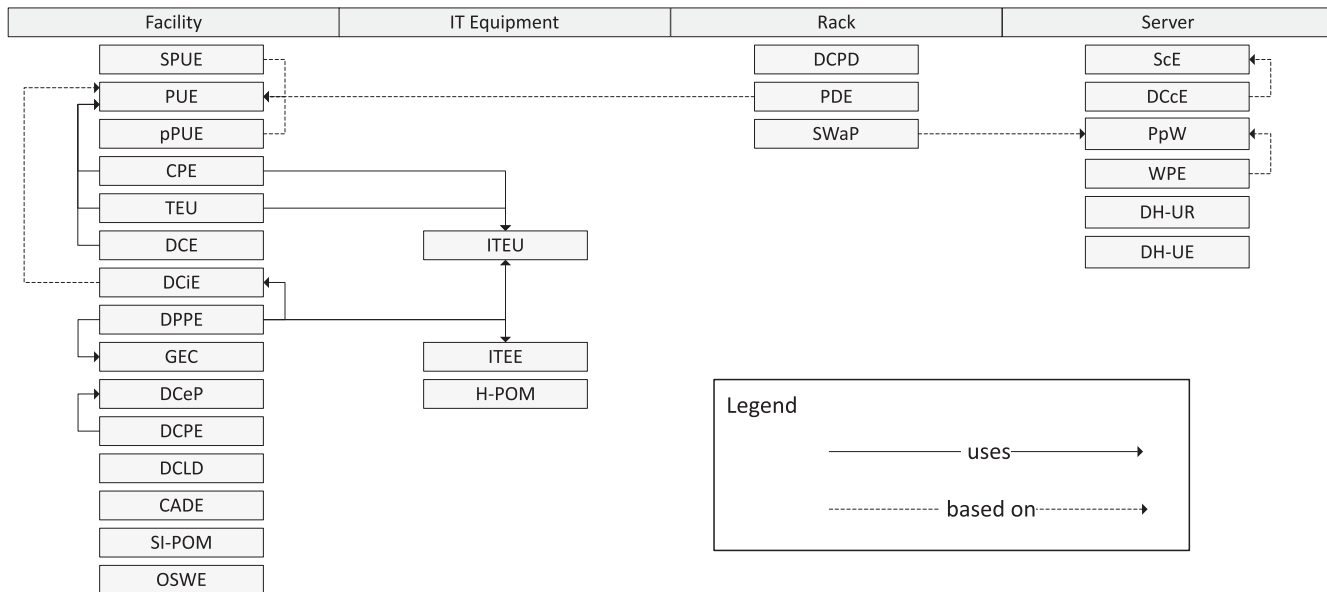 Facility IT Equipment Rack Server
SPUE DCPD ScE
PUE PDE DCcE
pPUE SWaP PpW
CPE WPE
TEU DH-UR
DCE ITEU DH-UE
DCiE
DPPE
GEC ITEE
DCeP H-POM
DCPE
DCLD
CADE
SI-POM
OSWE
Legend
uses
based on